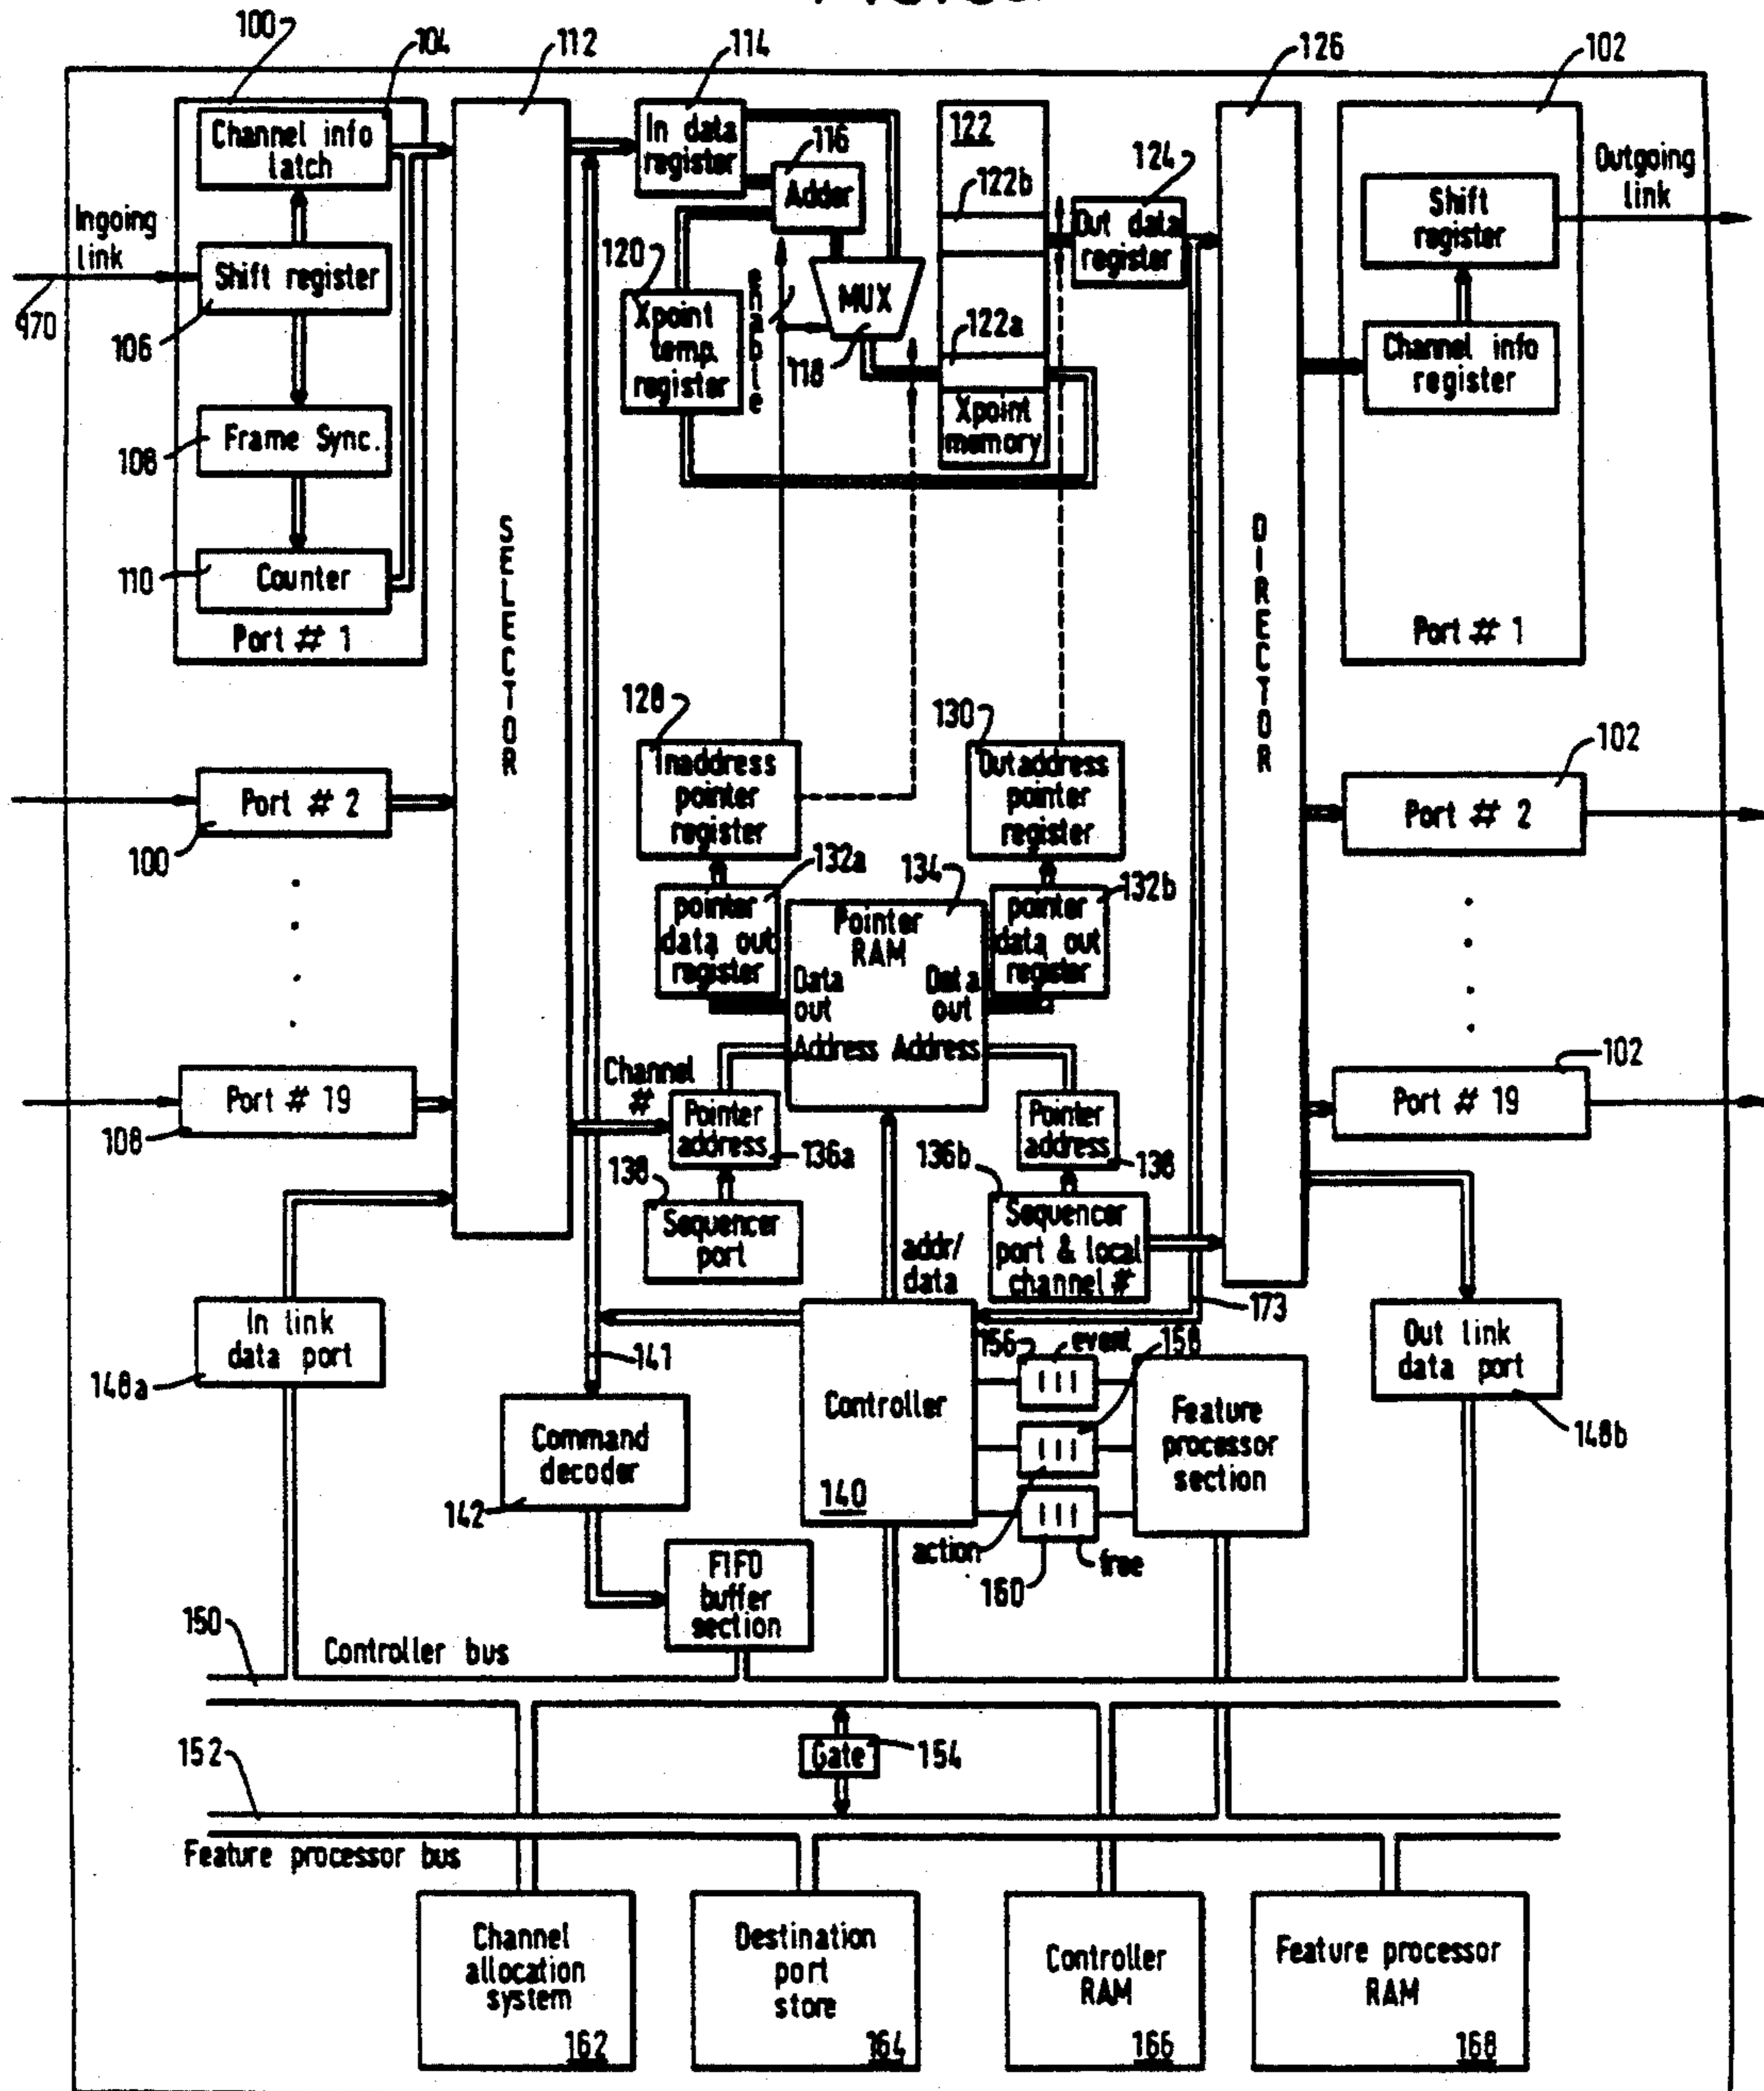 100
104
112
114
126
102
Channel info
latch
In data
register
116
Adder
122
122b
124
Out data
register
Shift
register
Outgoing
link
Ingoing
link
Shift register
970
106
120
Xpoint
temp.
register
enable
MUX
118
122a
Xpoint
memory
Channel info
register
108
Frame Sync.
110
Counter
Port # 1
SELECTOR
DIRECTOR
Port # 1
128
Inaddress
pointer
register
130
Outaddress
pointer
register
102
Port # 2
100
Port # 2
132a
pointer
data out
register
134
Pointer
RAM
Data
out
Data
out
Address Address
132b
pointer
data out
register
Port # 19
108
Channel
#
Pointer
address
136a
Pointer
address
138
102
Port # 19
138
Sequencer
port
136b
Sequencer
port & local
channel #
addr/
data
173
In link
data port
148a
141
Controller
140
156
event
158
action
160
free
Feature
processor
section
Out link
data port
148b
Command
decoder
142
FIFO
buffer
section
150
Controller bus
152
Gate
154
Feature processor bus
Channel
allocation
system
162
Destination
port
store
164
Controller
RAM
166
Feature processor
RAM
168